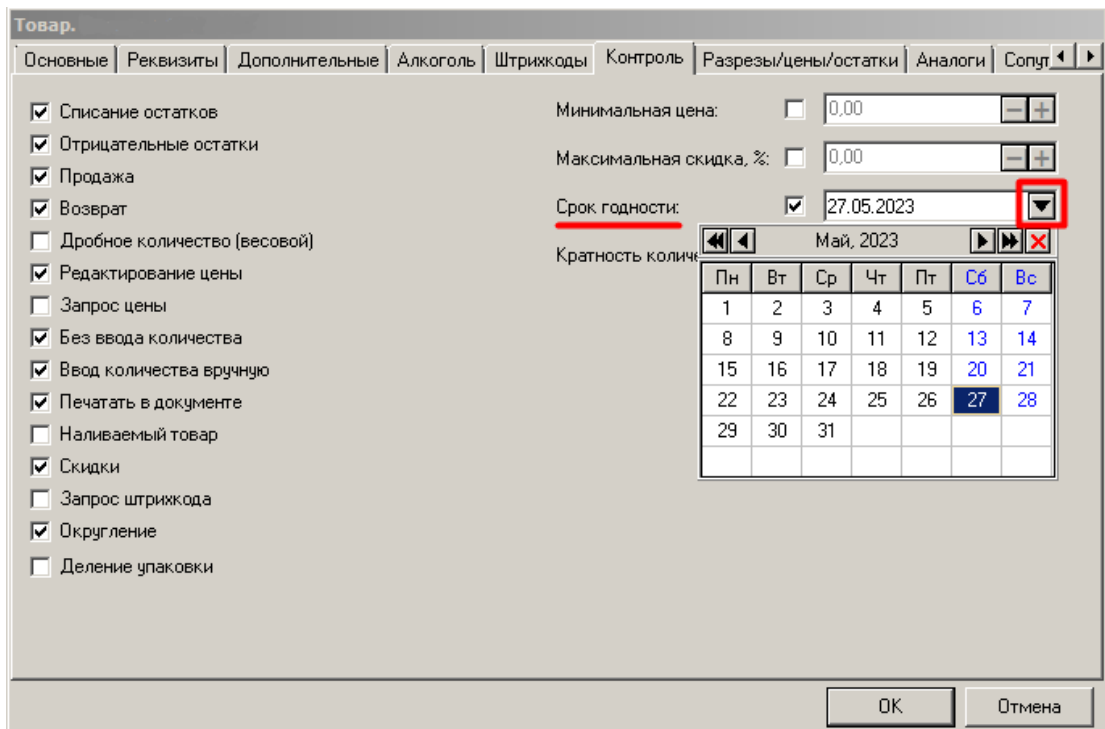 Товар.
Основные Реквизиты Дополнительные Алкоголь Штрихкоды Контроль Разрезы/цены/остатки Аналоги
Списание остатков
Отрицательные остатки
Продажа
Возврат
Дробное количество (весовой)
Редактирование цены
Запрос цены
Без ввода количества
Ввод количества вручную
Печатать в документе
Наливаемый товар
Скидки
Запрос штрихкода
Округление
Деление упаковки
Минимальная цена: 0,00
Максимальная скидка, %: 0,00
Срок годности: 27.05.2023
Кратность количе
Май, 2023
Пн Вт Ср Чт Пт Сб Вс
1 2 3 4 5 6 7
8 9 10 11 12 13 14
15 16 17 18 19 20 21
22 23 24 25 26 27 28
29 30 31
OK Отмена